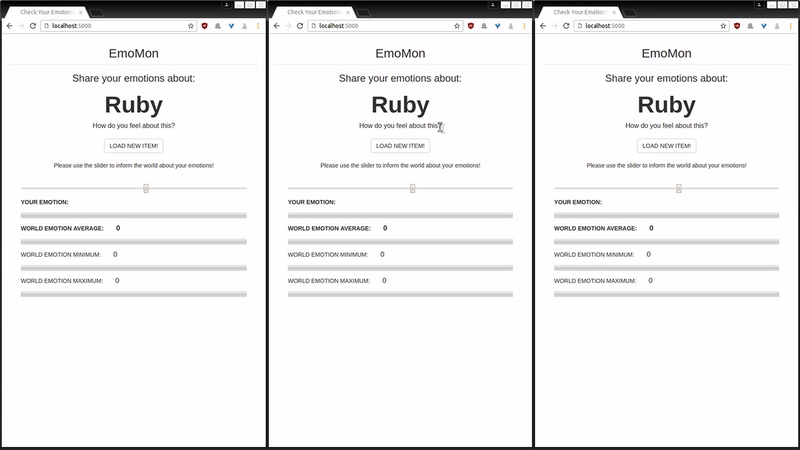 Check Your Emotions
localhost:5000
EmoMon
Share your emotions about:
Ruby
How do you feel about this?
LOAD NEW ITEM!
Please use the slider to inform the world about your emotions!
YOUR EMOTION:
WORLD EMOTION AVERAGE: 0
WORLD EMOTION MINIMUM: 0
WORLD EMOTION MAXIMUM: 0
Check Your Emotions
localhost:5000
EmoMon
Share your emotions about:
Ruby
How do you feel about this?
LOAD NEW ITEM!
Please use the slider to inform the world about your emotions!
YOUR EMOTION:
WORLD EMOTION AVERAGE: 0
WORLD EMOTION MINIMUM: 0
WORLD EMOTION MAXIMUM: 0
Check Your Emotions
localhost:5000
EmoMon
Share your emotions about:
Ruby
How do you feel about this?
LOAD NEW ITEM!
Please use the slider to inform the world about your emotions!
YOUR EMOTION:
WORLD EMOTION AVERAGE: 0
WORLD EMOTION MINIMUM: 0
WORLD EMOTION MAXIMUM: 0